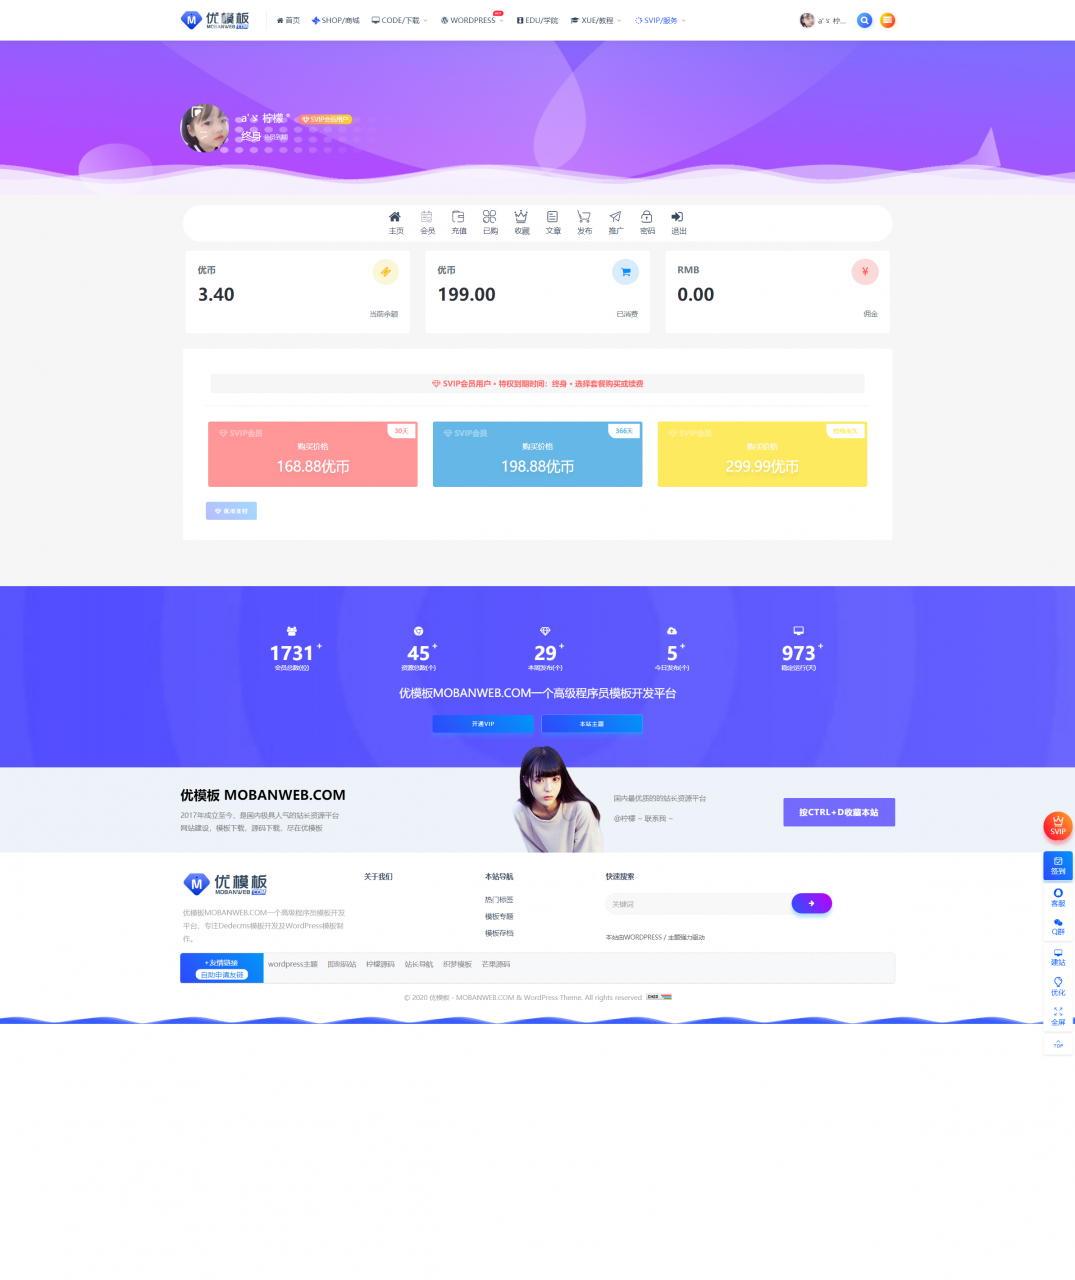 优模板
MOBANWEB.COM
首页
SHOP/商城
CODE/下载
WORDPRESS
EDU/学院
XUE/教程
SVIP/服务
a'ゞ 柠...
a'ゞ 柠檬 °
SVIP会员用户
终身
主页
会员
充值
已购
收藏
文章
发布
推广
密码
退出
优币
3.40
当前余额
优币
199.00
已消费
RMB
0.00
¥
佣金
SVIP会员用户 • 特权到期时间：终身 • 选择套餐购买或续费
SVIP会员
30天
购买价格
168.88优币
SVIP会员
366天
购买价格
198.88优币
SVIP会员
购买价格
299.99优币
1731 +
会员总数(位)
45 +
资源总数(个)
29 +
本周发布(个)
5 +
今日发布(个)
973 +
稳定运行(天)
优模板MOBANWEB.COM一个高级程序员模板开发平台
开通VIP
本站主题
优模板 MOBANWEB.COM
2017年成立至今，是国内极具人气的站长资源平台
网站建设，模板下载，源码下载，尽在优模板
国内最优质的的站长资源平台
@柠檬 ~ 联系我 ~
按CTRL+D收藏本站
SVIP
签到
客服
Q群
建站
优化
全屏
TOP
优模板
MOBANWEB.COM
优模板MOBANWEB.COM一个高级程序员模板开发
平台，专注Dedecms模板开发及WordPress模板制
作。
关于我们
本站导航
热门标签
模板专题
模板存档
快速搜索
关键词
本站由WORDPRESS / 主题强力驱动
+友情链接
自助申请友链
wordpress主题
即刻码站
柠檬源码
站长导航
织梦模板
芒果源码
© 2020 优模板 - MOBANWEB.COM & WordPress Theme. All rights reserved